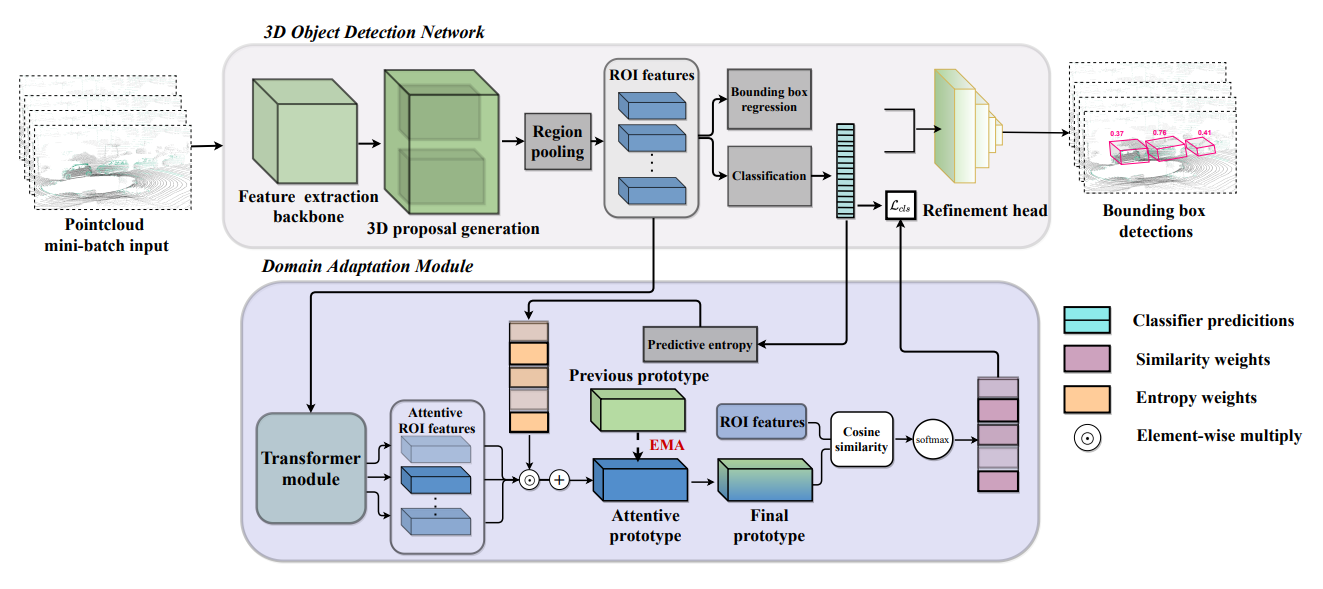 3D Object Detection Network
ROI features
Bounding box
regression
Region
pooling
Classification
ℒcls
Feature extraction
backbone
3D proposal generation
Refinement head
Pointcloud
mini-batch input
0.37
0.76
0.41
Bounding box
detections
Domain Adaptation Module
Predictive entropy
Previous prototype
EMA
Attentive
ROI features
Transformer
module
+
ROI features
Cosine
similarity
softmax
Attentive
prototype
Final
prototype
Classifier predicitions
Similarity weights
Entropy weights
Element-wise multiply